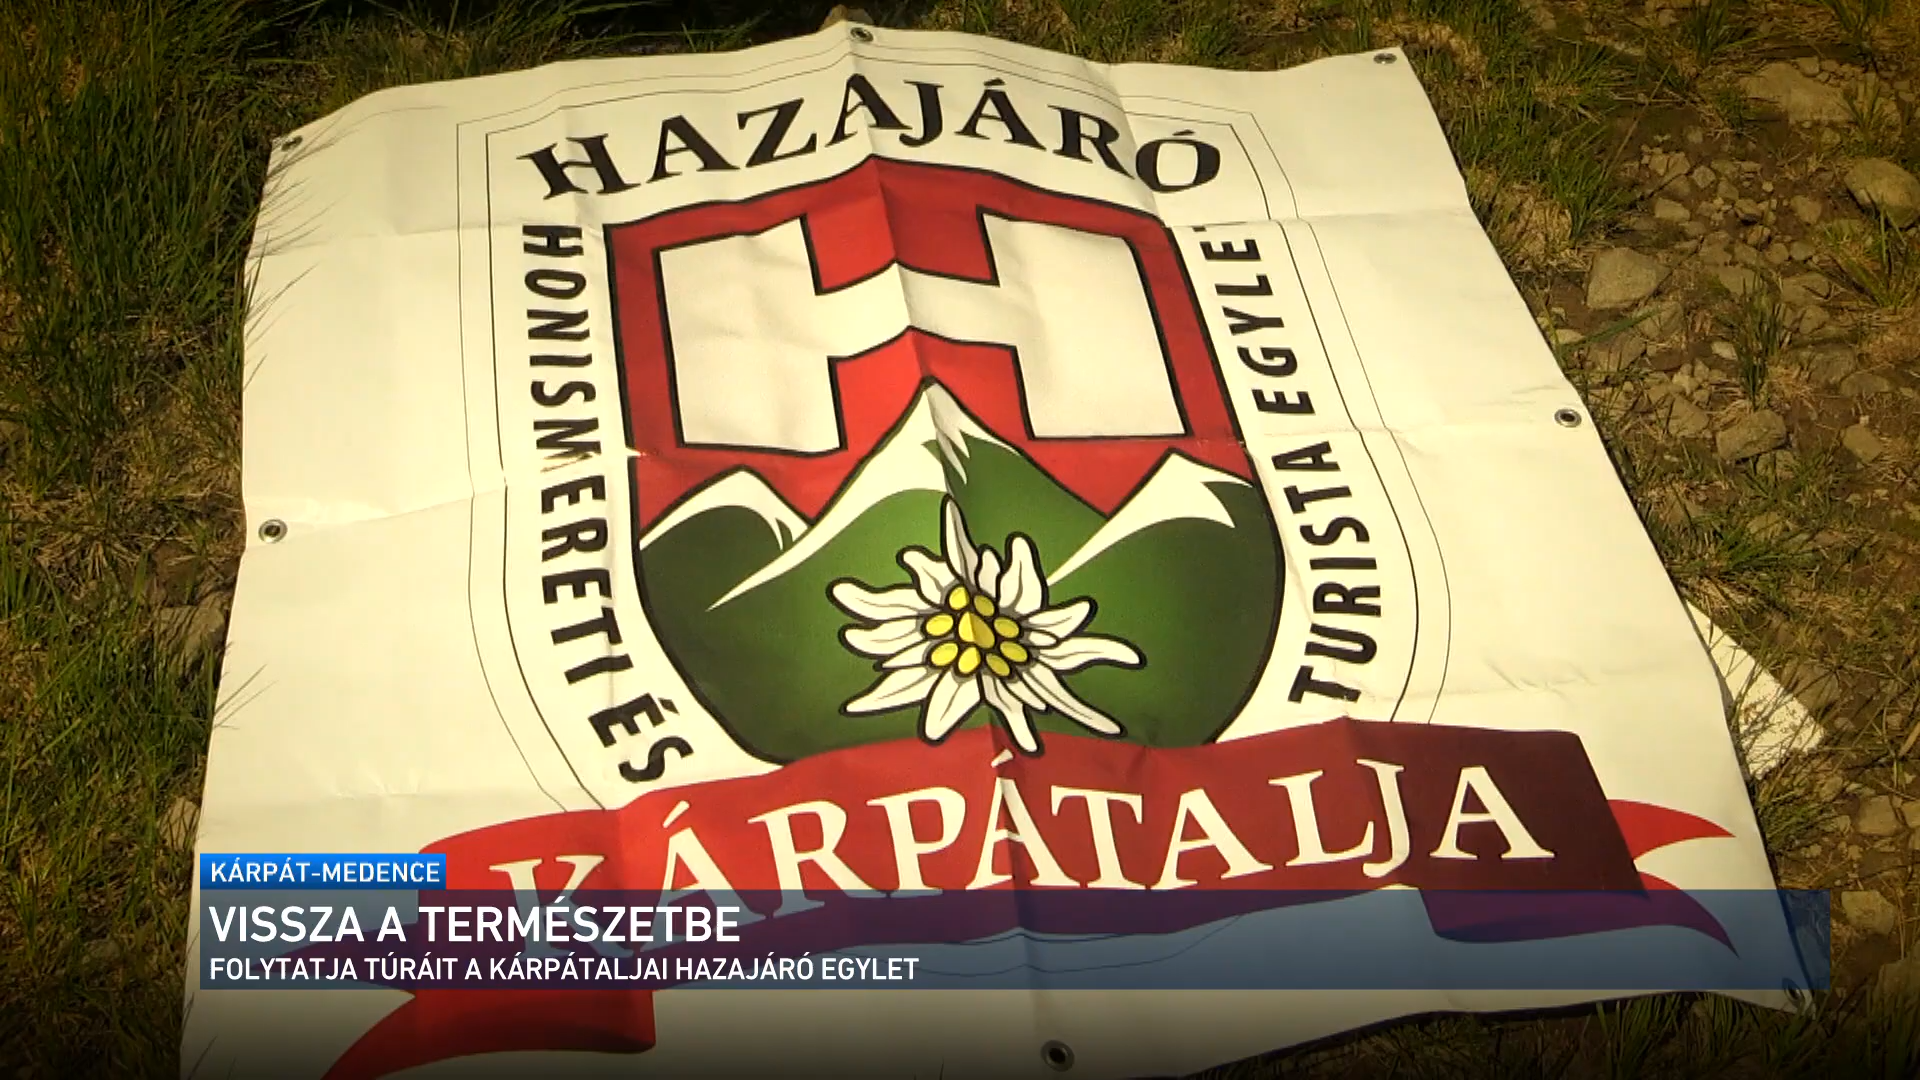 HAZAJÁRÓ
HONISMERETI ÉS
TURISTA EGYLET
H
KÁRPÁTALJA
KÁRPÁT-MEDENCE
VISSZA A TERMÉSZETBE
FOLYTATJA TÚRÁIT A KÁRPÁTALJAI HAZAJÁRÓ EGYLET